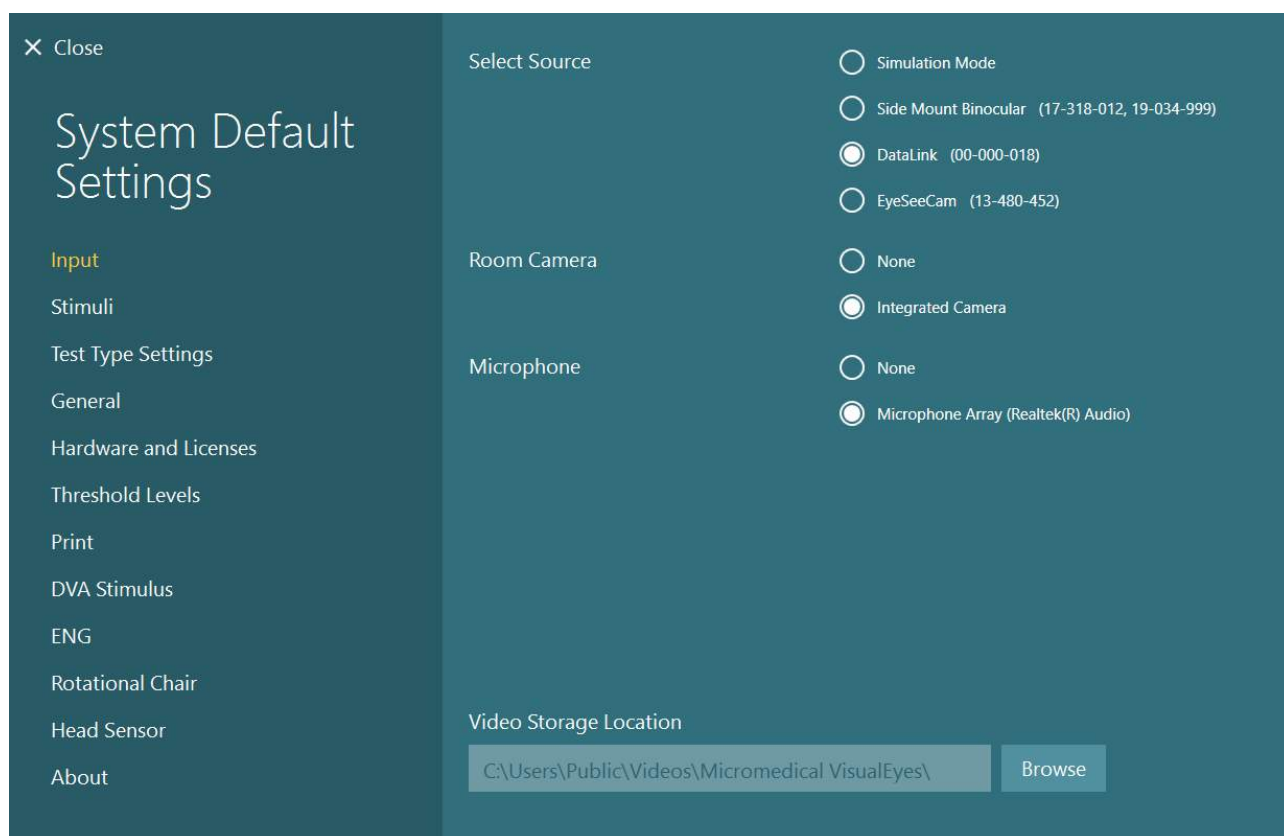 Close
System Default
Settings
Input
Stimuli
Test Type Settings
General
Hardware and Licenses
Threshold Levels
Print
DVA Stimulus
ENG
Rotational Chair
Head Sensor
About
Select Source
Simulation Mode
Side Mount Binocular (17-318-012, 19-034-999)
DataLink (00-000-018)
EyeSeeCam (13-480-452)
Room Camera
None
Integrated Camera
Microphone
None
Microphone Array (Realtek(R) Audio)
Video Storage Location
C:\Users\Public\Videos\Micromedical VisualEyes\
Browse